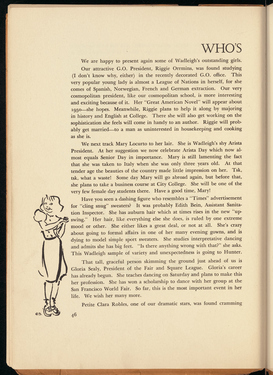 WHO'S
We are happy to present again some of Wadleigh's outstanding girls.
Our attractive G.O. President, Riggie Orvenius, was found studying
(I don't know why, either) in the recently decorated G.O. office. This
very popular young lady is almost a League of Nations in herself, for she
comes of Spanish, Norwegian, French and German extraction. Our very
cosmopolitan president, like our cosmopolitan school, is more interesting
and exciting because of it. Her "Great American Novel" will appear about
1950—she hopes. Meanwhile, Riggie plans to help it along by majoring
in history and English at College. There she will also get working on the
sophistication she feels will come in handy to an author. Riggie will prob-
ably get married—to a man as uninterested in housekeeping and cooking
as she is.
We next track Mary Lucurto to her lair. She is Wadleigh's dirty Arista
President. At her suggestion we now celebrate Arista Day which now al-
most equals Senior Day in importance. Mary is still lamenting the fact
that she was taken to Italy when she was only three years old. At that
tender age the beauties of the country made little impression on her. Tsk,
tsk, what a waste! Some day Mary will go abroad again, but before that,
she plans to take a business course at City College. She will be one of the
very few female day students there. Have a good time, Mary!
Have you seen a dashing figure who resembles a "Times" advertisement
for "cling snug" sweaters? It was probably Edith Bein, Assistant Sanita-
tion Inspector. She has auburn hair which at times rises in the new "up-
swing." Her hair, like everything else she does, is ruled by our extreme
mood or other. She either likes a great deal, or not at all. She's crazy
about going to formal affairs in one of her many evening gowns, and is
dying to model simple sport sweaters. She studies interpretative dancing
and admits she big feet. "Is there anything wrong with that?" she asks.
This Wadleigh sample of variety and unexpectedness is going to Hunter.
That tall, graceful person skimming the ground just ahead of us is
Gloria Sealy, President of the Fair and Square League. Gloria's career
has already begun. She teaches dancing on Saturday and plans to make this
her profession. She has won a scholarship to dance with her group at the
San Francisco World Fair. So far, this is the most important event in her
life. We wish her many more.
Petite Clara Robles, one of our dramatic stars, was found cramming
46